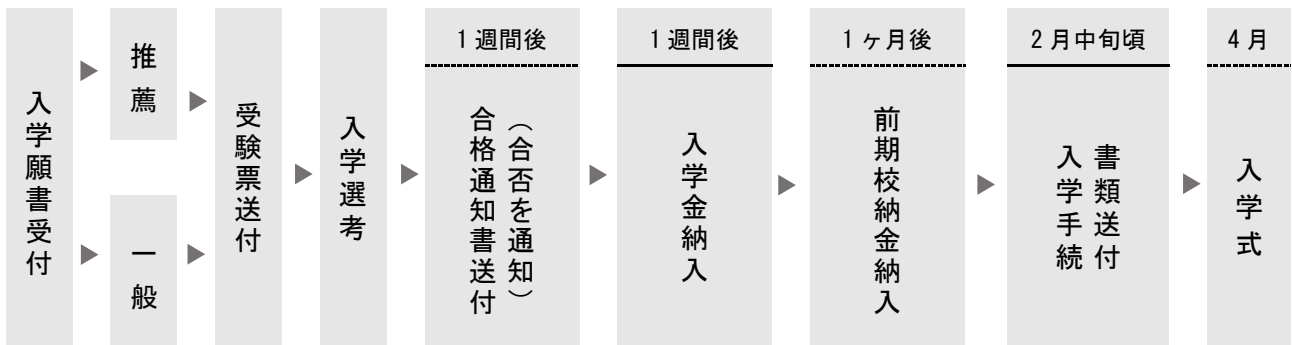 入学願書受付
推薦
一般
受験票送付
入学選考
1週間後
合格通知書送付
（合否を通知）
1週間後
入学金納入
1ヶ月後
前期校納金納入
2月中旬頃
入学手続
書類送付
4月
入学式